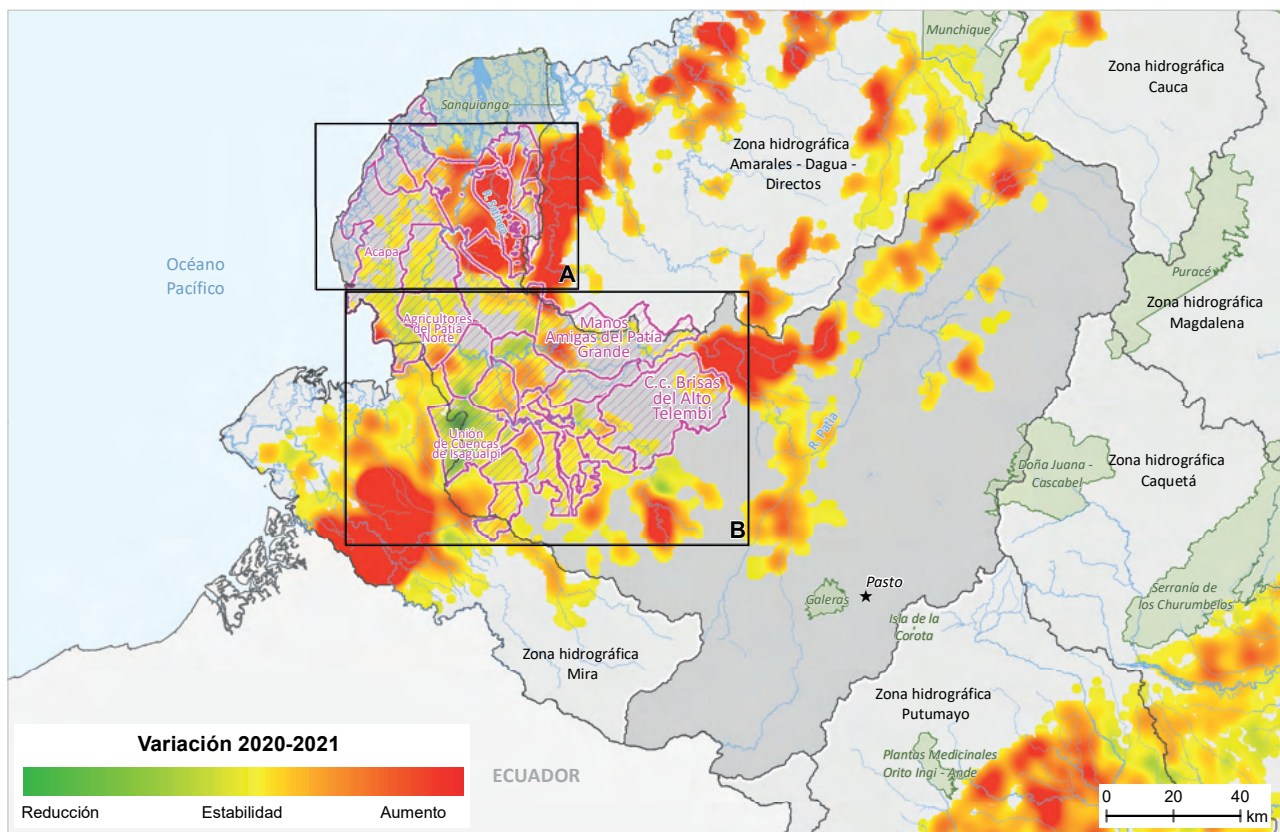 Munchique
Zona hidrográfica
Cauca
Sanquianga
Zona hidrográfica
Amarales - Dagua -
Directos
R. Satinga
Océano
Pacífico
Acapa
A
Puracé
Zona hidrográfica
Magdalena
Agricultores
del Patía
Norte
Manos
Amigas del Patía
Grande
C.c. Brisas
del Alto
Telembi
R. Patía
Unión
de Cuencas
de Isagualpi
Doña Juana -
Cascabel
Zona hidrográfica
Caquetá
B
Galeras
Pasto
Isla de la
Corota
Serranía de
los Churumbelos
Zona hidrográfica
Mira
Zona hidrográfica
Putumayo
Plantas Medicinales
Orito Ingi - Ande
ECUADOR
Variación 2020-2021
Reducción Estabilidad Aumento
0 20 40
km